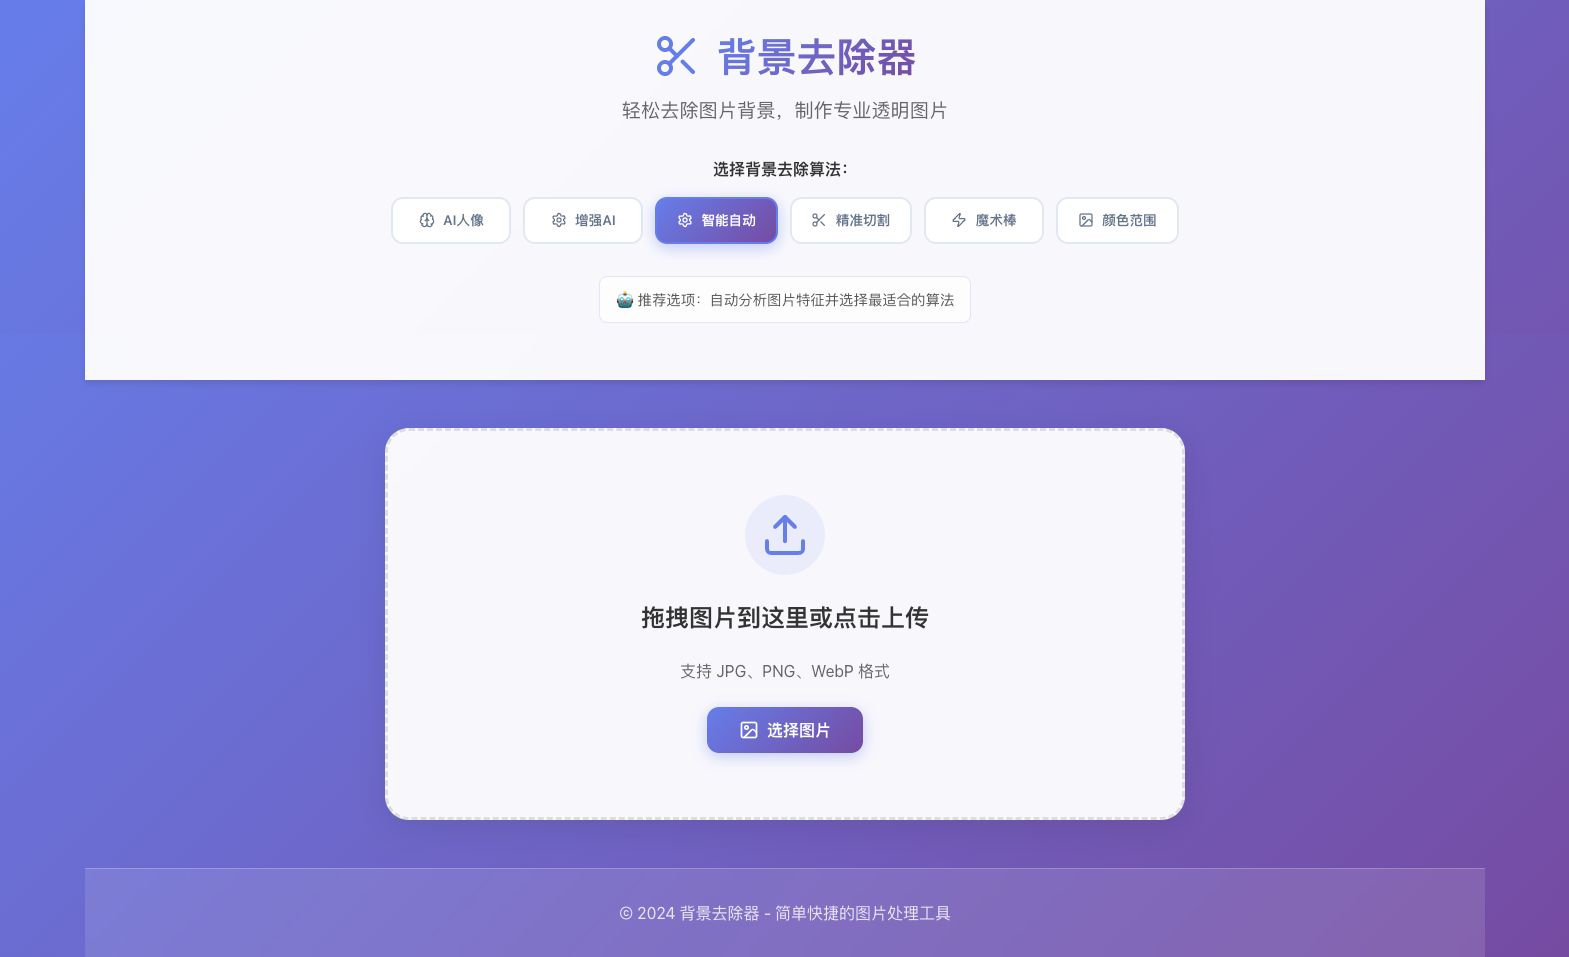 背景去除器
轻松去除图片背景，制作专业透明图片
选择背景去除算法：
AI人像
增强AI
智能自动
精准切割
魔术棒
颜色范围
🤖 推荐选项：自动分析图片特征并选择最适合的算法
拖拽图片到这里或点击上传
支持 JPG、PNG、WebP 格式
选择图片
© 2024 背景去除器 - 简单快捷的图片处理工具